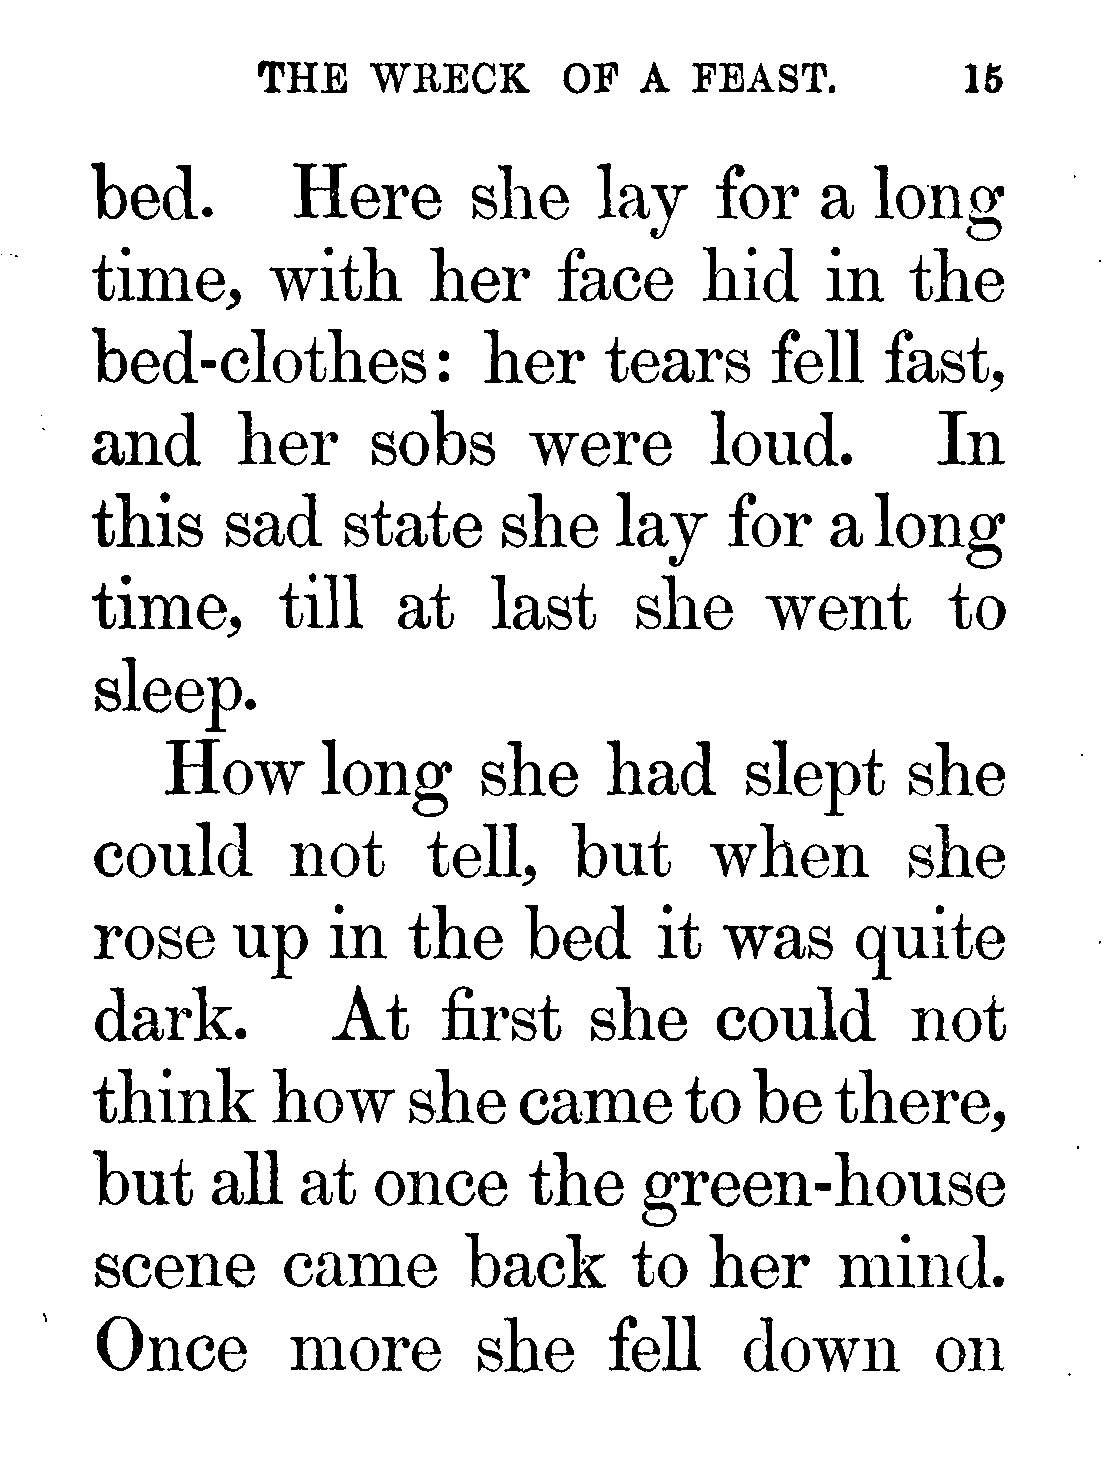 THE WRECK OF A FEAST. 15
bed. Here she lay for a long
time, with her face hid in the
bed-clothes: her tears fell fast,
and her sobs were loud. In
this sad state she lay for a long
time, till at last she went to
sleep.
How long she had slept she
could not tell, but when she
rose up in the bed it was quite
dark. At first she could not
think how she came to be there,
but all at once the green-house
scene came back to her mind.
Once more she fell down on